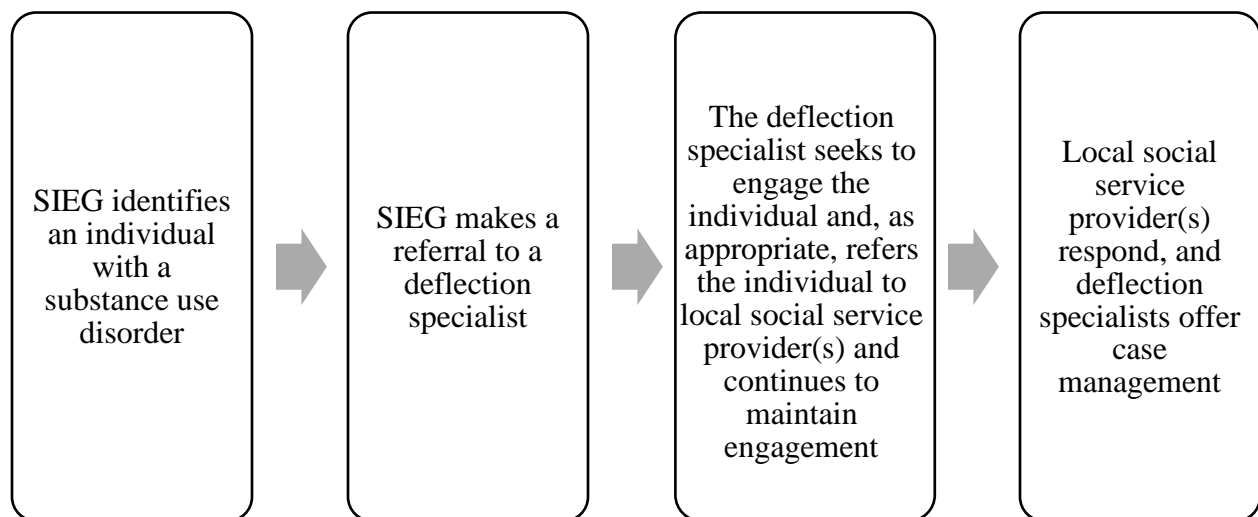 SIEG identifies
an individual
with a
substance use
disorder
SIEG makes a
referral to a
deflection
specialist
The deflection
specialist seeks to
engage the
individual and, as
appropriate, refers
the individual to
local social service
provider(s) and
continues to
maintain
engagement
Local social
service
provider(s)
respond, and
deflection
specialists offer
case
management